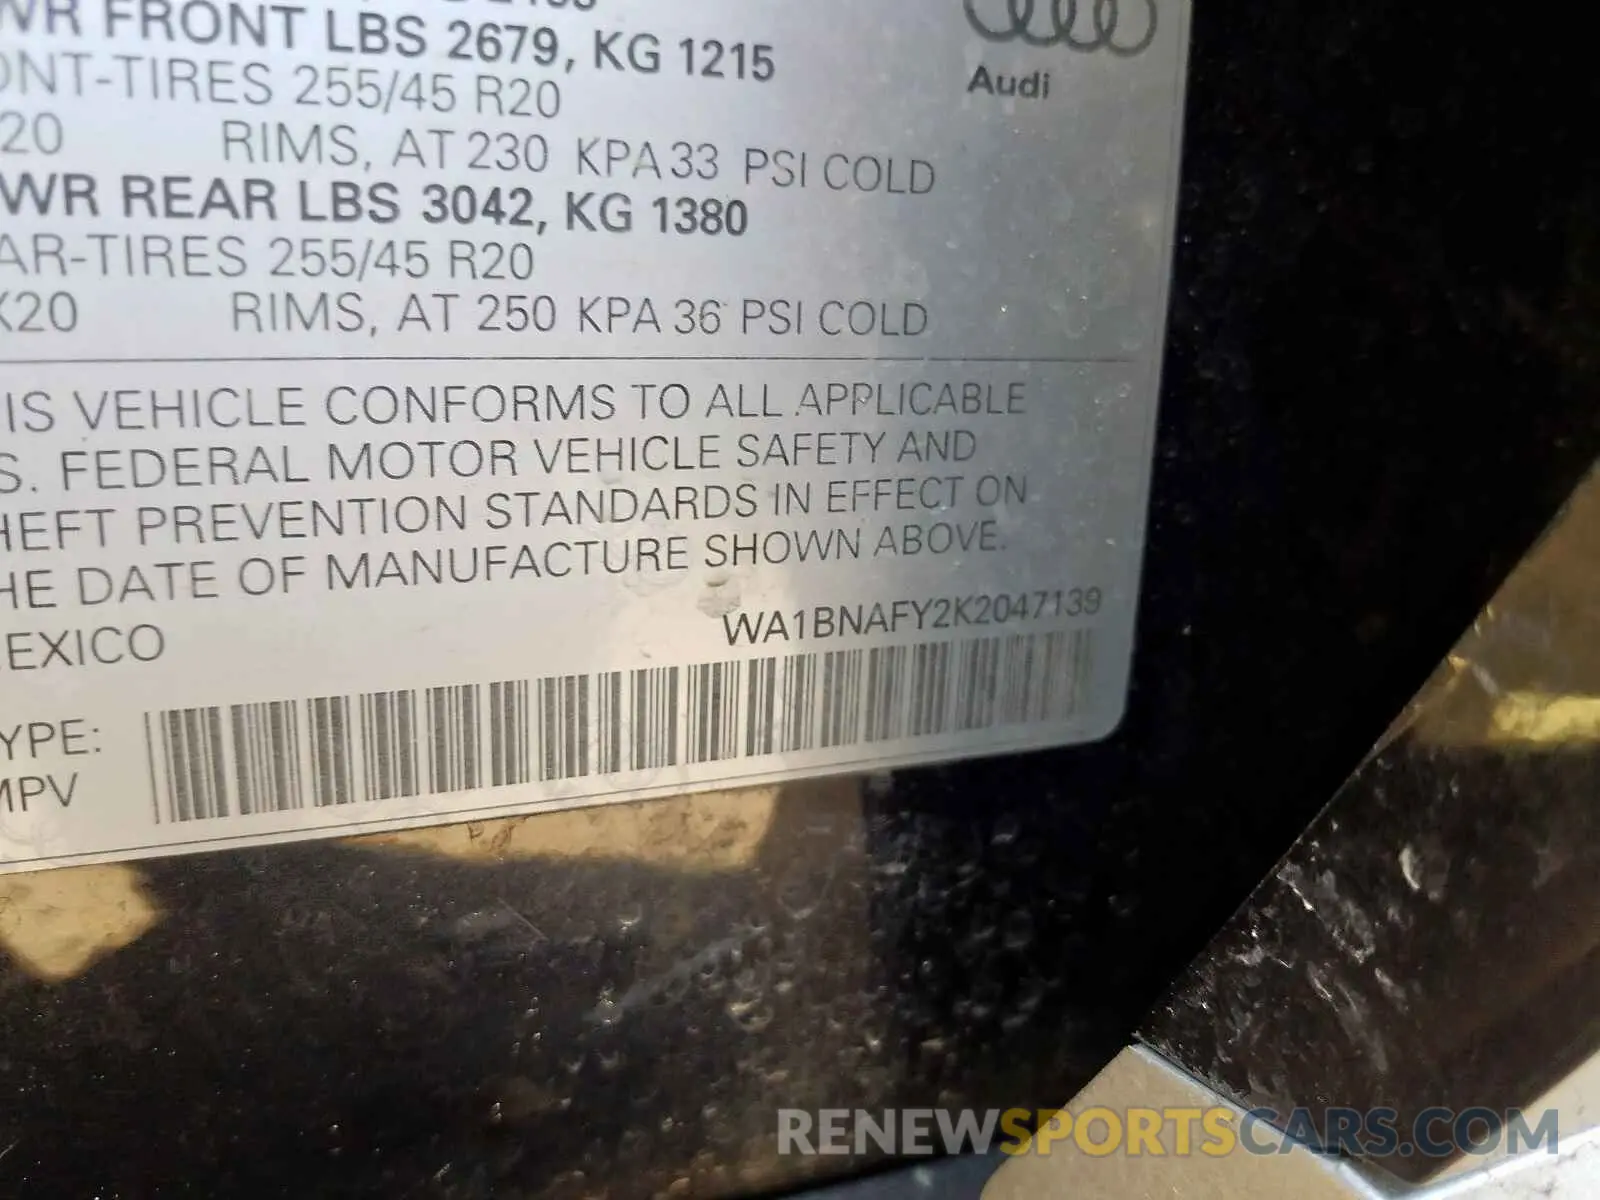 WR FRONT LBS 2679, KG 1215
Audi
ONT-TIRES 255/45 R20
20 RIMS, AT 230 KPA 33 PSI COLD
WR REAR LBS 3042, KG 1380
AR-TIRES 255/45 R20
X20 RIMS, AT 250 KPA 36 PSI COLD
IS VEHICLE CONFORMS TO ALL APPLICABLE
S. FEDERAL MOTOR VEHICLE SAFETY AND
HEFT PREVENTION STANDARDS IN EFFECT ON
HE DATE OF MANUFACTURE SHOWN ABOVE.
WA1BNAFY2K2047139
EXICO
YPE:
MPV
RENEWSPORTSCARS.COM